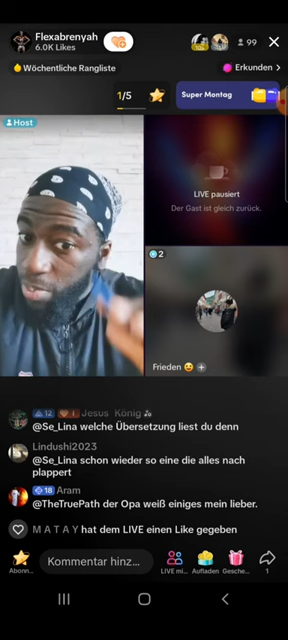 Flexabrenyah
6.0K Likes
99
Wöchentliche Rangliste
Erkunden >
1/5
Super Montag
Host
LIVE pausiert
Der Gast ist gleich zurück.
2
Frieden 😧 +
12 1 Jesus König
@Se_Lina welche Übersetzung liest du denn
Lindushi2023
@Se_Lina schon wieder so eine die alles nach
plappert
18 Aram
@TheTruePath der Opa weiß einiges mein lieber.
M A T A Y hat dem LIVE einen Like gegeben
Kommentar hinz...
Abonn... LIVE mi... Aufladen Gesche... 1